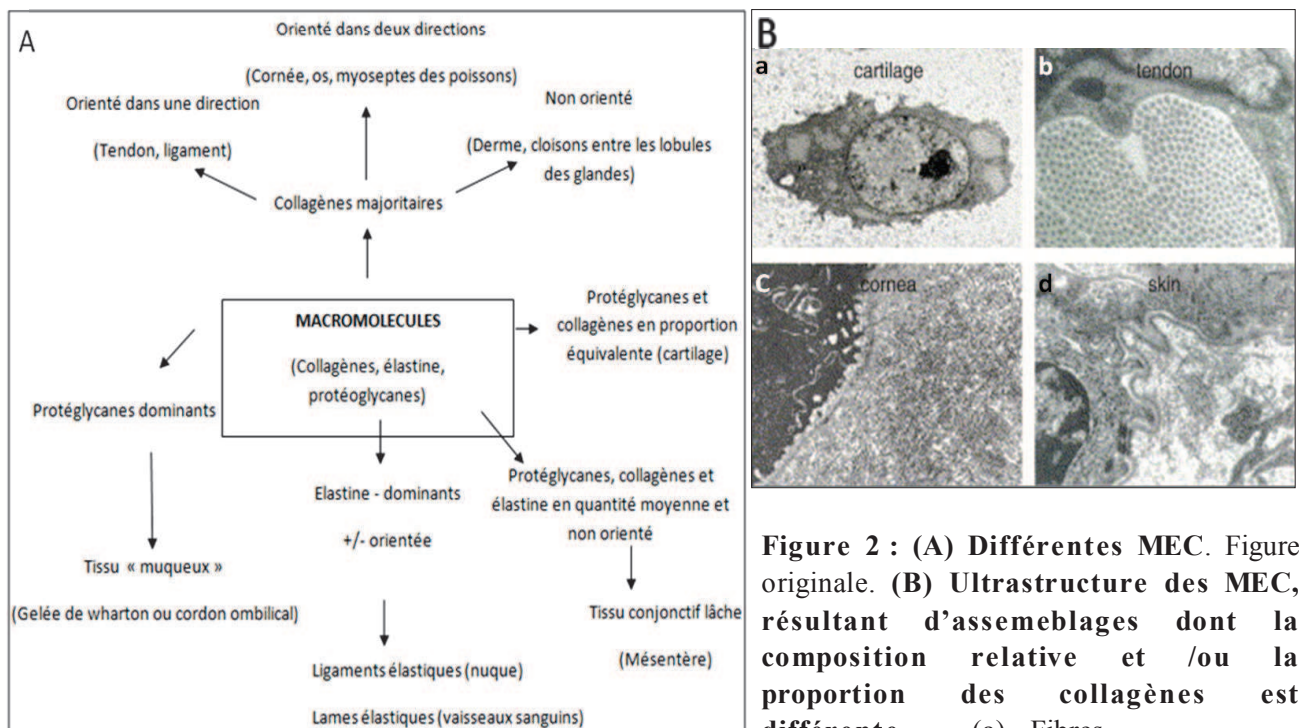 A
Orienté dans deux directions
(Cornée, os, myoseptes des poissons)
Orienté dans une direction
(Tendon, ligament)
Non orienté
(Derme, cloisons entre les lobules
des glandes)
Collagènes majoritaires
MACROMOLECULES
(Collagènes, élastine,
protéoglycanes)
Protéglycanes et
collagènes en proportion
équivalente (cartilage)
Protéglycanes dominants
Tissu « muqueux »
(Gelée de wharton ou cordon ombilical)
Elastine - dominants
+/- orientée
Ligaments élastiques (nuque)
Lames élastiques (vaisseaux sanguins)
Protéglycanes, collagènes et
élastine en quantité moyenne et
non orienté
Tissu conjonctif lâche
(Mésentère)
B
a
cartilage
b
tendon
c
cornea
d
skin
Figure 2 : (A) Différentes MEC. Figure
originale. (B) Ultrastructure des MEC,
résultant d'assemeblages dont la
composition relative et /ou la
proportion des collagènes est